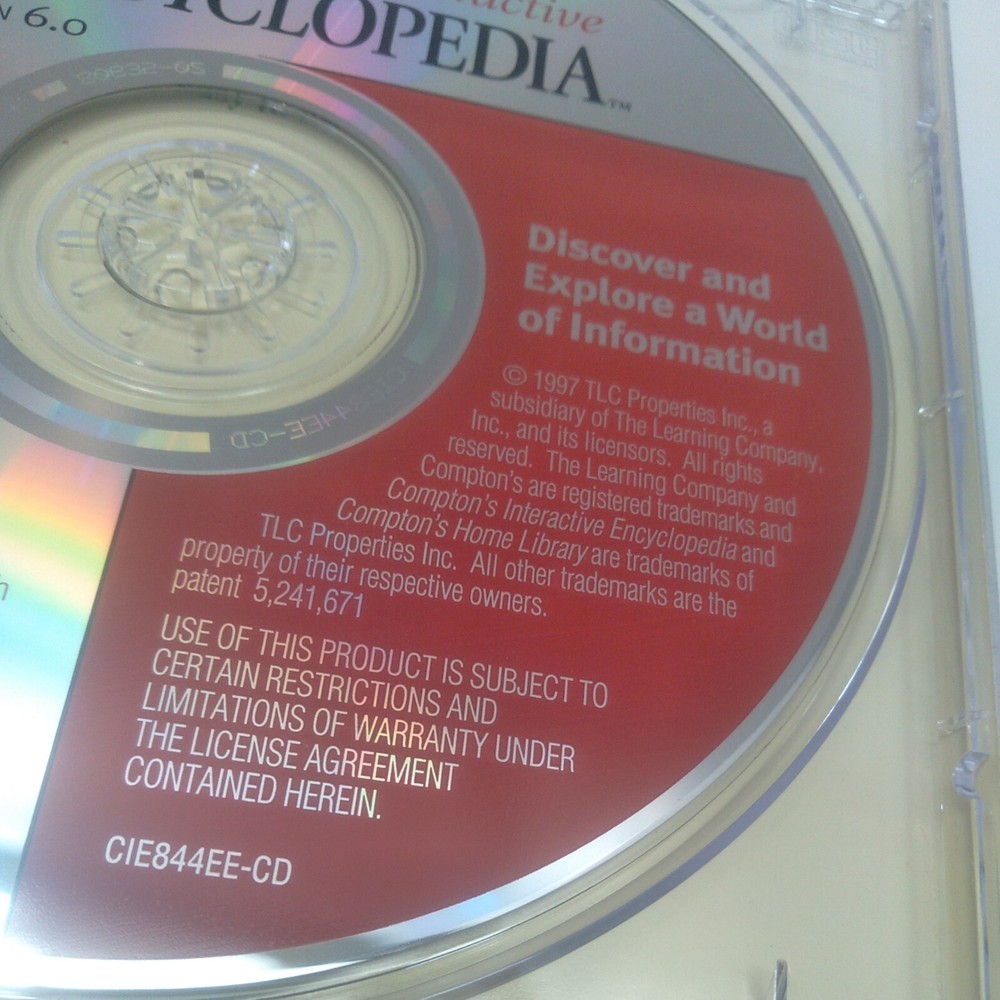 6.0
CYCLOPEDIA™
Discover and
Explore a World
of Information
© 1997 TLC Properties Inc., a
subsidiary of The Learning Company,
Inc., and its licensors. All rights
reserved. The Learning Company and
Compton's are registered trademarks and
Compton's Interactive Encyclopedia and
Compton's Home Library are trademarks of
TLC Properties Inc. All other trademarks are the
property of their respective owners.
patent 5,241,671
USE OF THIS PRODUCT IS SUBJECT TO
CERTAIN RESTRICTIONS AND
LIMITATIONS OF WARRANTY UNDER
THE LICENSE AGREEMENT
CONTAINED HEREIN.
CIE844EE-CD